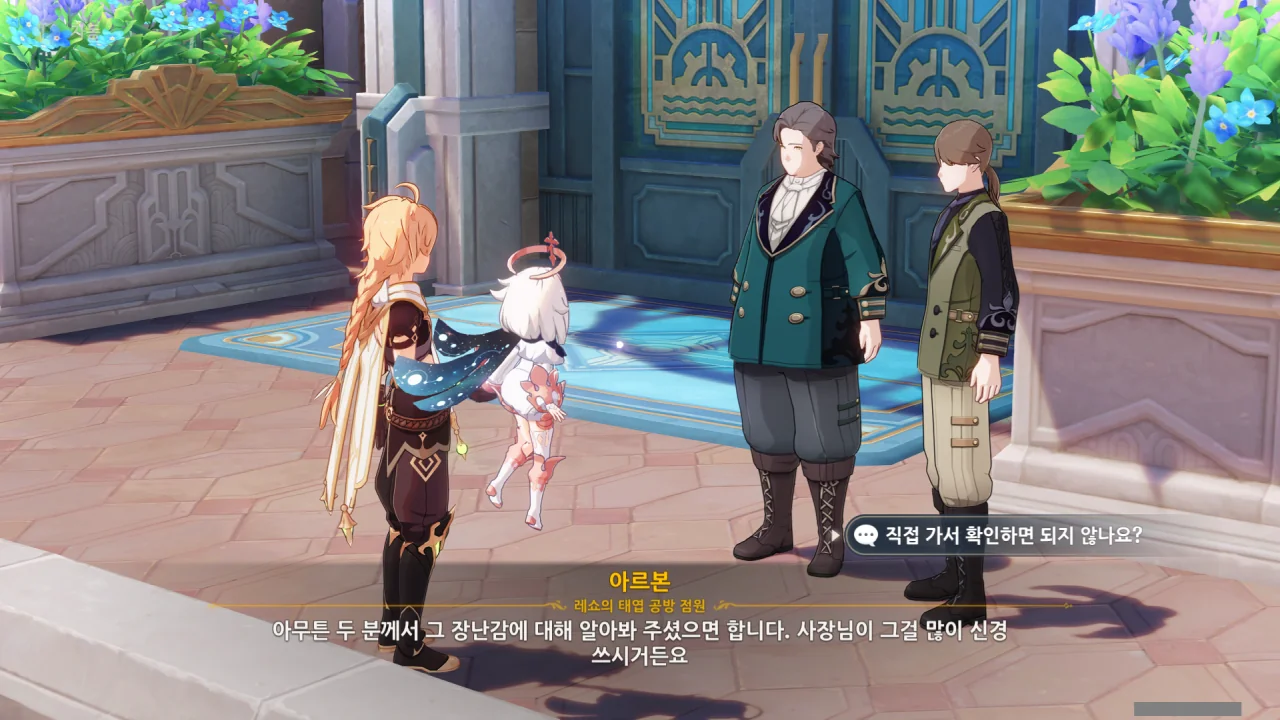 직접 가서 확인하면 되지 않나요?
아르본
레쇼의 태엽 공방 점원
아무튼 두 분께서 그 장난감에 대해 알아봐 주셨으면 합니다. 사장님이 그걸 많이 신경
쓰시거든요